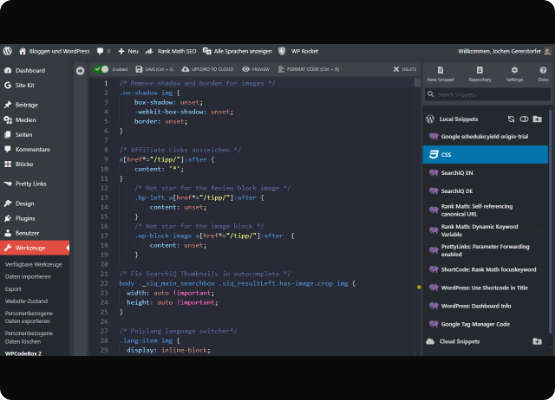 Bloggen und WordPress 0 Neu Rank Math SEO Alle Sprachen anzeigen WP Rocket Willkommen, Jochen Gererstorfer
Dashboard
Site Kit
Beiträge
Medien
Seiten
Kommentare
Blöcke
Pretty Links
Design
Plugins
Benutzer
Werkzeuge
Verfügbare Werkzeuge
Daten importieren
Export
Website-Zustand
Personenbezogene
Daten exportieren
Personenbezogene
Daten löschen
WPCodeBox 2
Enabled SAVE (Ctrl + S) UPLOAD TO CLOUD PREVIEW FORMAT CODE (Ctrl + B) DELETE
1 /* Remove shadow and border for images */
2 .no-shadow img {
3 box-shadow: unset;
4 -webkit-box-shadow: unset;
5 border: unset;
6 }
7
8 /* Affiliate Links auszeichen */
9 a[href*="/tipp/"]:after {
10 content: '*';
11 }
12 /* Not star for the Review block image */
13 .bp-left a[href*="/tipp/"]:after {
14 content: unset;
15 }
16 /* Not star for the image block */
17 .wp-block-image a[href*="/tipp/"]:after {
18 content: unset;
19 }
20
21 /* Fix SearchIQ Thumbnails in autocomplete */
22 body ._siq_main_searchbox .siq_resultLeft.has-image.crop img {
23 width: auto !important;
24 height: auto !important;
25 }
26
27 /* Polylang language switcher*/
28 .lang-item img {
29 display: inline-block;
New Snippet Repository Settings Docs
Search Snippets..
Local Snippets
Google scheduler.yield origin-trial
CSS
SearchIQ EN
SearchIQ DE
Rank Math: Self-referencing
canonical URL
Rank Math: Dynamic Keyword
Variable
PrettyLinks: Parameter Forwarding
enabled
ShortCode: Rank Math focuskeyword
WordPress: Use Shortcode in Title
WordPress: Dashboard Info
Google Tag Manager Code
Cloud Snippets